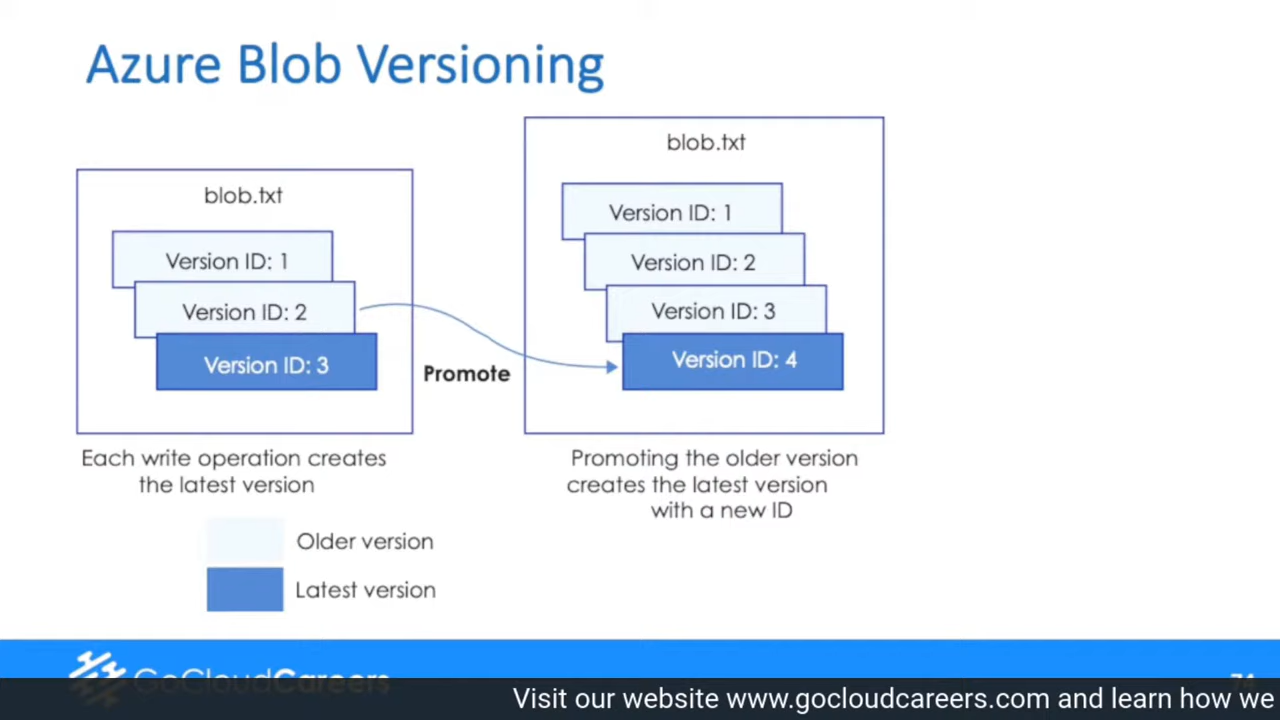 Azure Blob Versioning
blob.txt
Version ID: 1
Version ID: 2
Version ID: 3
Each write operation creates
the latest version
Promote
blob.txt
Version ID: 1
Version ID: 2
Version ID: 3
Version ID: 4
Promoting the older version
creates the latest version
with a new ID
Older version
Latest version
GoCloudCareers
74
Visit our website www.gocloudcareers.com and learn how we